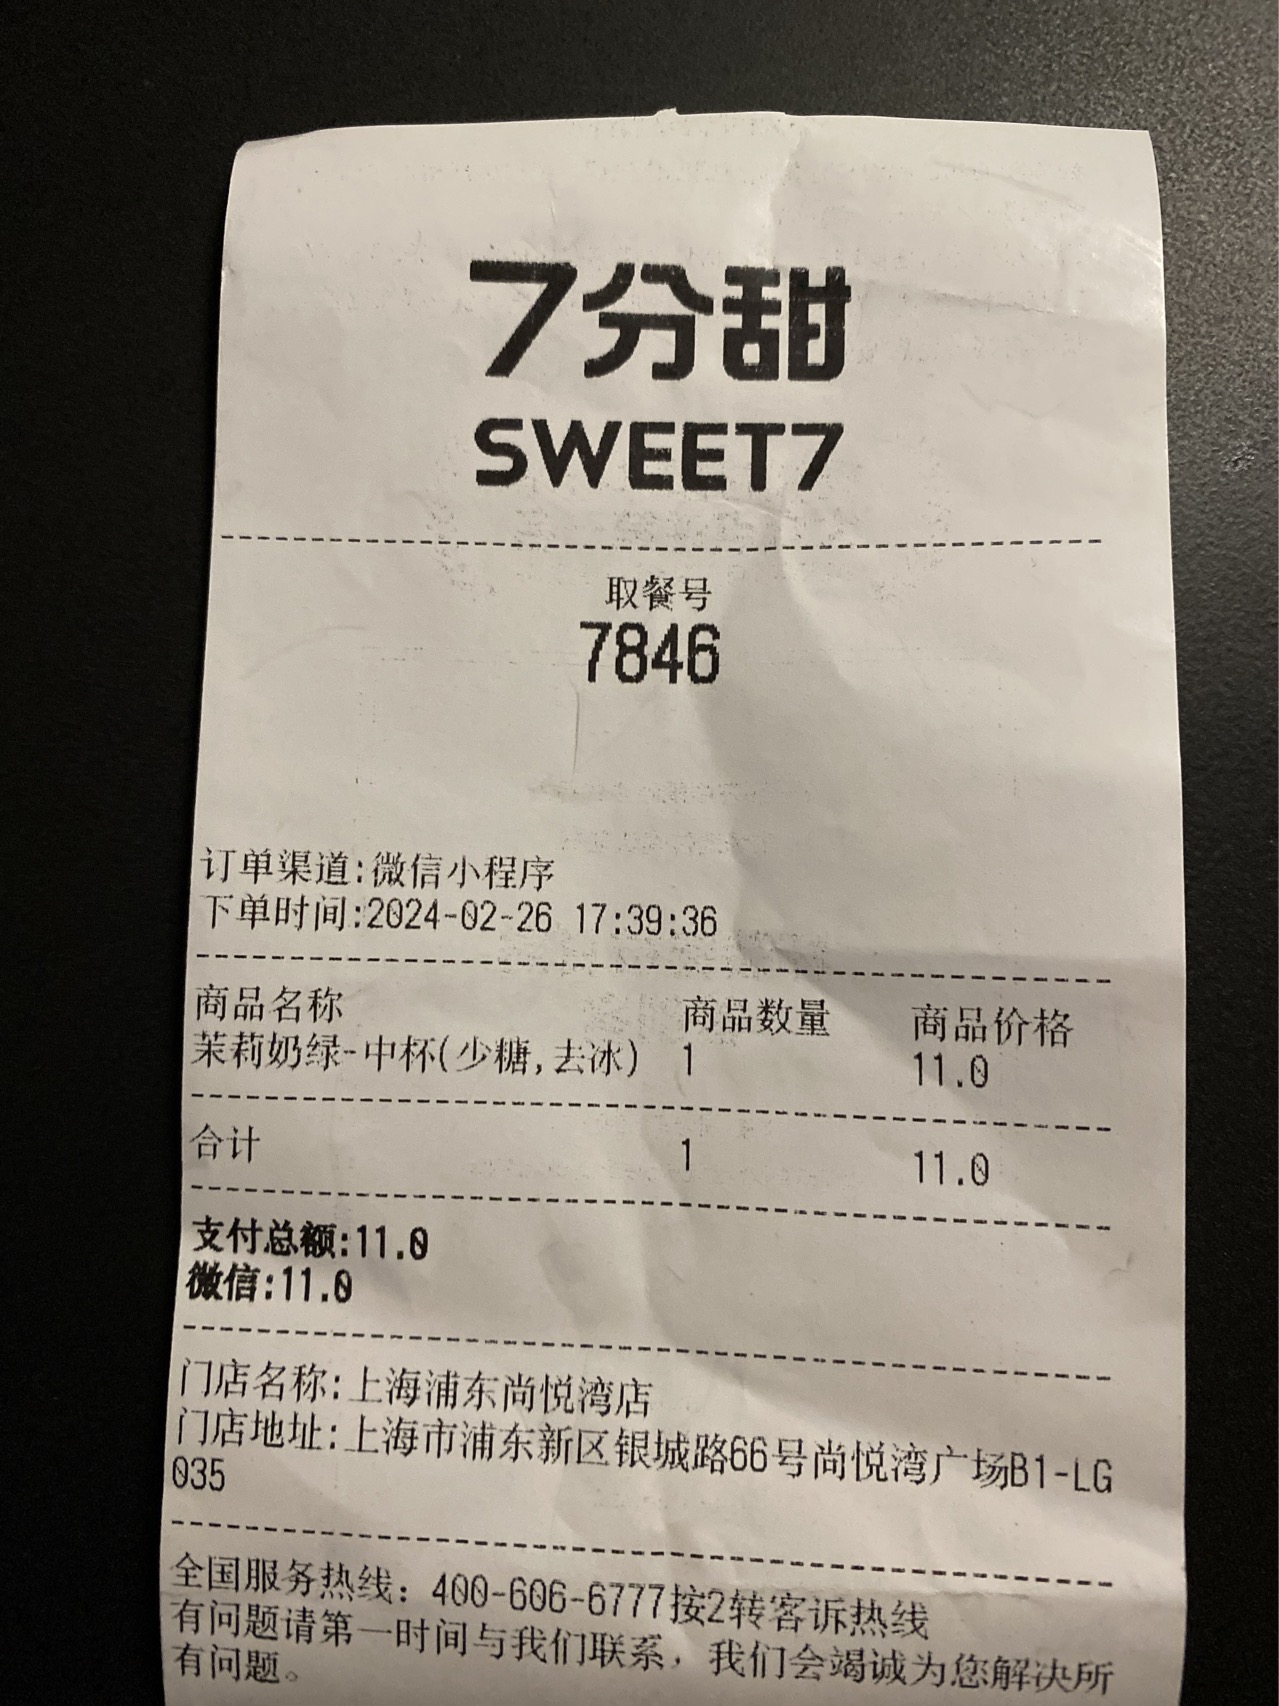 7分甜
SWEET7
取餐号
7846
订单渠道:微信小程序
下单时间:2024-02-26 17:39:36
商品名称 商品数量 商品价格
茉莉奶绿-中杯(少糖,去冰) 1 11.0
合计 1 11.0
支付总额:11.0
微信:11.0
门店名称:上海浦东尚悦湾店
门店地址:上海市浦东新区银城路66号尚悦湾广场B1-LG
035
全国服务热线：400-606-6777按2转客诉热线
有问题请第一时间与我们联系，我们会竭诚为您解决所
有问题。